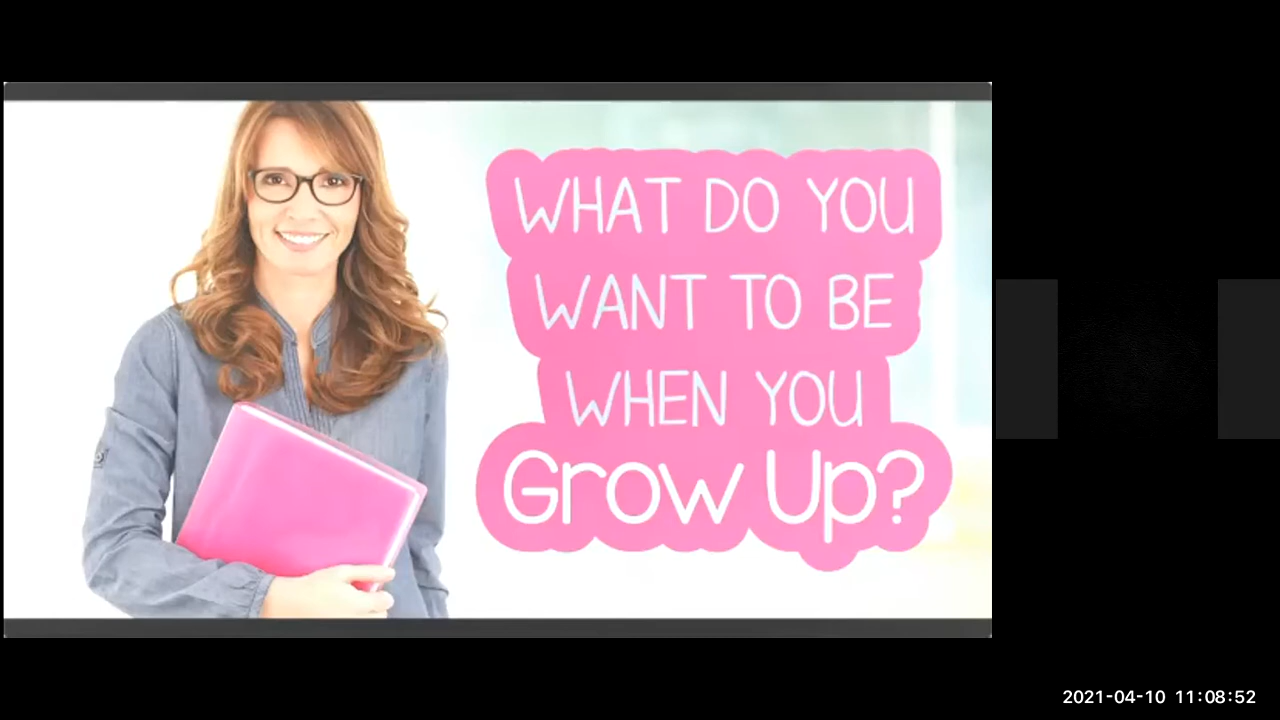 WHAT DO YOU
WANT TO BE
WHEN YOU
Grow Up?
2021-04-10 11:08:52